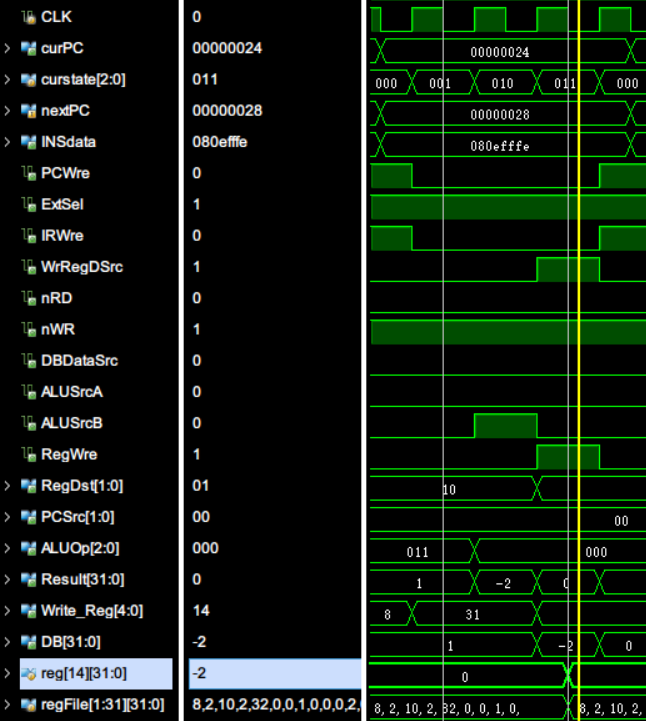 CLK 0
curPC 00000024 00000024
curstate[2:0] 011 000 001 010 011 000
nextPC 00000028 00000028
INSdata 080efffe 080efffe
PCWre 0
ExtSel 1
IRWre 0
WrRegDSrc 1
nRD 0
nWR 1
DBDataSrc 0
ALUSrcA 0
ALUSrcB 0
RegWre 1
RegDst[1:0] 01 10
PCSrc[1:0] 00 00
ALUOp[2:0] 000 011 000
Result[31:0] 0 1 -2 0
Write_Reg[4:0] 14 8 31
DB[31:0] -2 1 -2 0
reg[14][31:0] -2 0
regFile[1:31][31:0] 8,2,10,2,32,0,0,1,0,0,0,2,0 8, 2, 10, 2, 32, 0, 0, 1, 0, 8, 2, 10, 2,